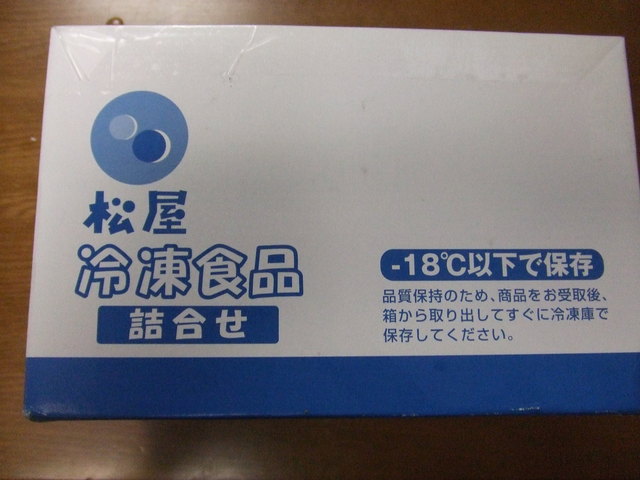 松屋
冷凍食品
詰合せ
-18℃以下で保存
品質保持のため、商品をお受取後、
箱から取り出してすぐに冷凍庫で
保存してください。